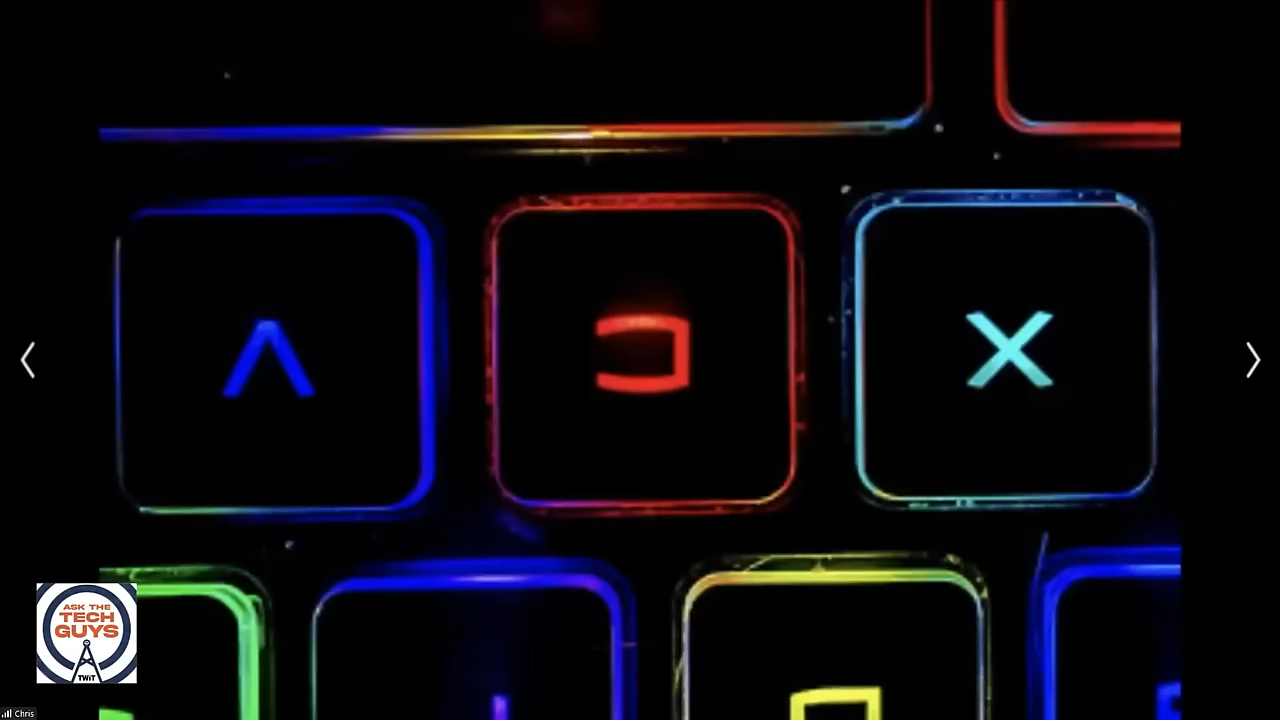 X C V
ASK THE
TECH
GUYS
TWiT
Chris